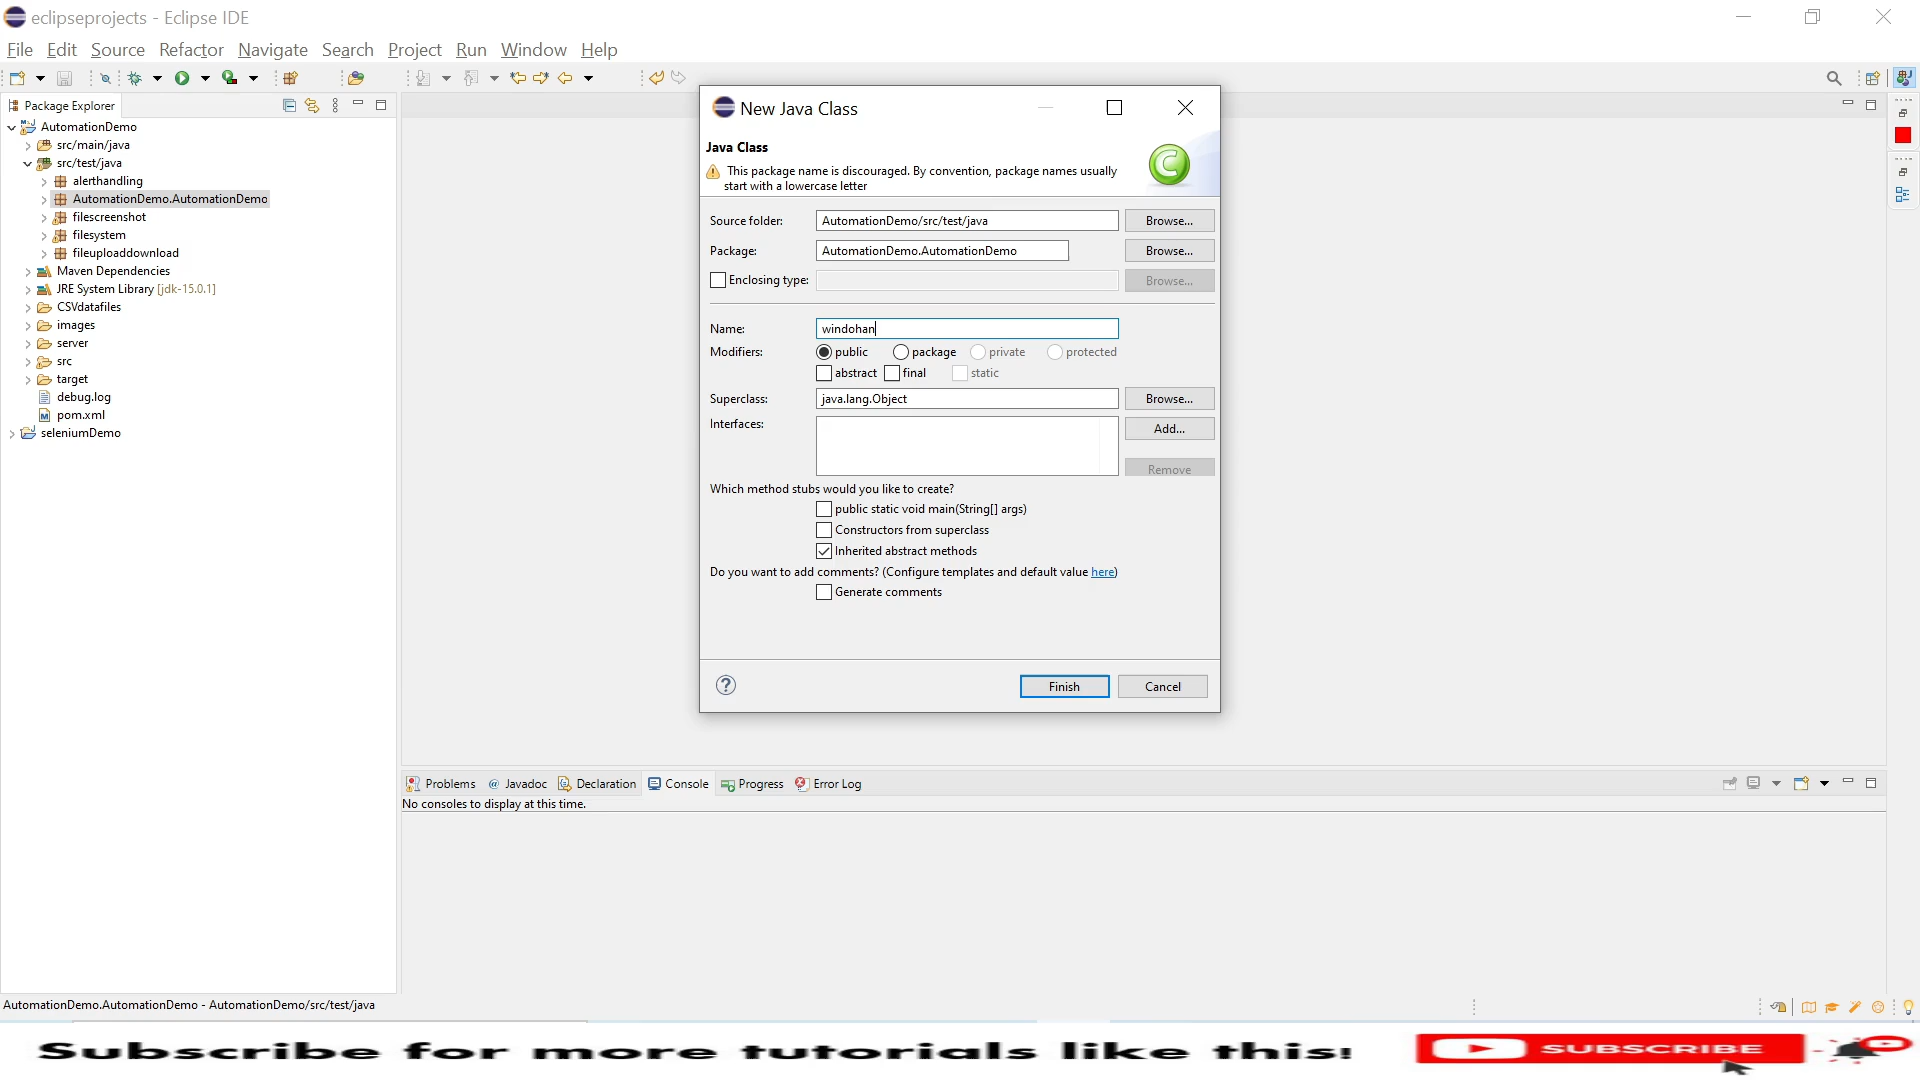 eclipseprojects - Eclipse IDE
File Edit Source Refactor Navigate Search Project Run Window Help
Package Explorer
AutomationDemo
src/main/java
src/test/java
alerthandling
AutomationDemo.AutomationDemo
filescreenshot
filesystem
fileuploaddownload
Maven Dependencies
JRE System Library [jdk-15.0.1]
CSVdatafiles
images
server
src
target
debug.log
pom.xml
seleniumDemo
New Java Class
Java Class
This package name is discouraged. By convention, package names usually
start with a lowercase letter
Source folder: AutomationDemo/src/test/java Browse...
Package: AutomationDemo.AutomationDemo Browse...
Enclosing type: Browse...
Name: windohan
Modifiers: public package private protected
abstract final static
Superclass: java.lang.Object Browse...
Interfaces: Add...
Remove
Which method stubs would you like to create?
public static void main(String[] args)
Constructors from superclass
Inherited abstract methods
Do you want to add comments? (Configure templates and default value here)
Generate comments
Finish Cancel
Problems Javadoc Declaration Console Progress Error Log
No consoles to display at this time.
AutomationDemo.AutomationDemo - AutomationDemo/src/test/java
Subscribe for more tutorials like this! SUBSCRIBE